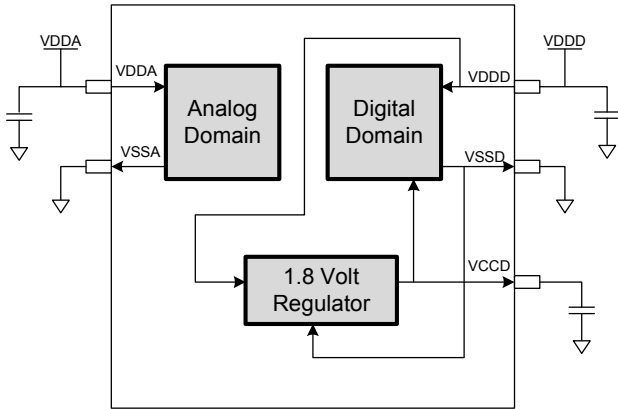 VDDA
VDDD
VDDA
Analog
Domain
Digital
Domain
VDDD
VSSA
VSSD
1.8 Volt
Regulator
VCCD